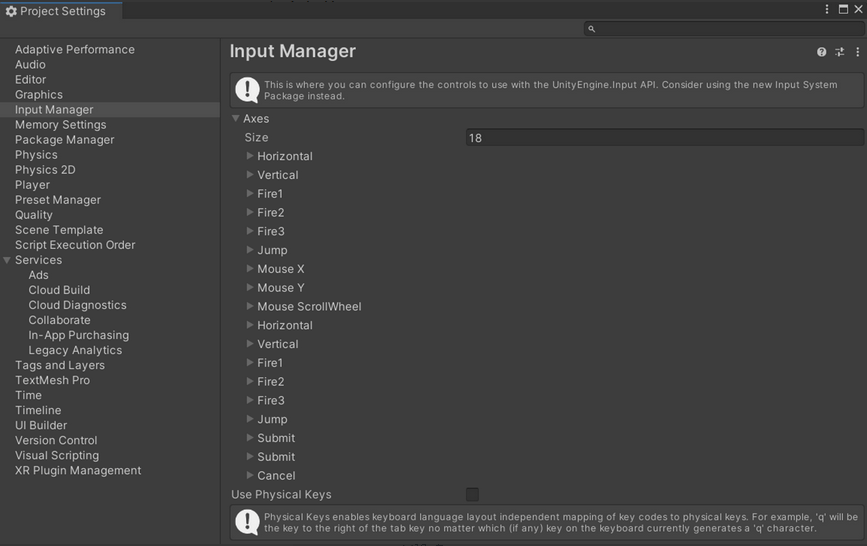 Project Settings
Adaptive Performance
Audio
Editor
Graphics
Input Manager
Memory Settings
Package Manager
Physics
Physics 2D
Player
Preset Manager
Quality
Scene Template
Script Execution Order
Services
Ads
Cloud Build
Cloud Diagnostics
Collaborate
In-App Purchasing
Legacy Analytics
Tags and Layers
TextMesh Pro
Time
Timeline
UI Builder
Version Control
Visual Scripting
XR Plugin Management
Input Manager
This is where you can configure the controls to use with the UnityEngine.Input API. Consider using the new Input System
Package instead.
Axes
Size 18
Horizontal
Vertical
Fire1
Fire2
Fire3
Jump
Mouse X
Mouse Y
Mouse ScrollWheel
Horizontal
Vertical
Fire1
Fire2
Fire3
Jump
Submit
Submit
Cancel
Use Physical Keys
Physical Keys enables keyboard language layout independent mapping of key codes to physical keys. For example, 'q' will be
the key to the right of the tab key no matter which (if any) key on the keyboard currently generates a 'q' character.